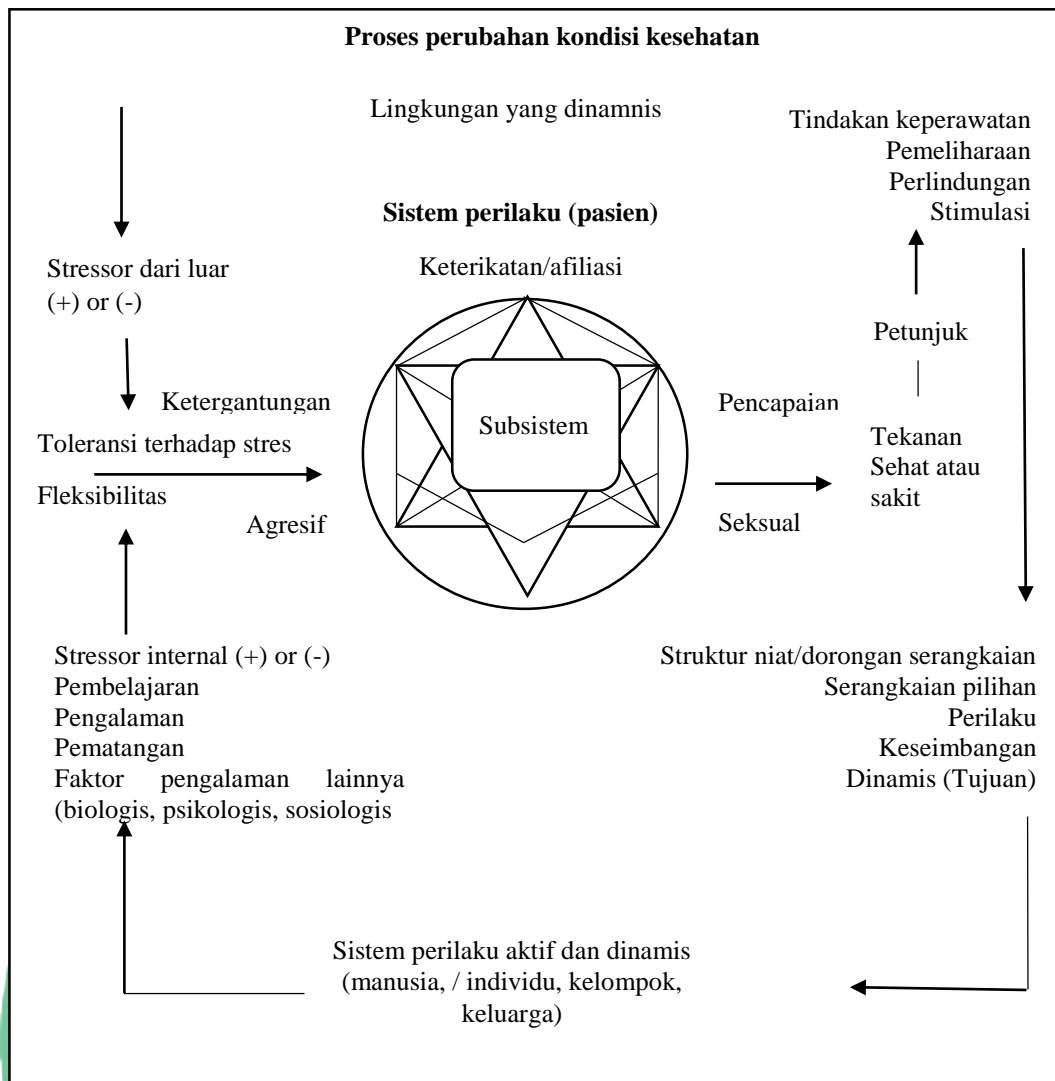 Proses perubahan kondisi kesehatan
Lingkungan yang dinamnis
Tindakan keperawatan
Pemeliharaan
Perlindungan
Stimulasi
Sistem perilaku (pasien)
Keterikatan/afiliasi
Stressor dari luar
(+) or (-)
Petunjuk
Ketergantungan
Pencapaian
Subsistem
Toleransi terhadap stres
Tekanan
Sehat atau
sakit
Fleksibilitas
Agresif
Seksual
Stressor internal (+) or (-)
Pembelajaran
Pengalaman
Pematangan
Faktor pengalaman lainnya
(biologis, psikologis, sosiologis
Struktur niat/dorongan serangkaian
Serangkaian pilihan
Perilaku
Keseimbangan
Dinamis (Tujuan)
Sistem perilaku aktif dan dinamis
(manusia, / individu, kelompok,
keluarga)